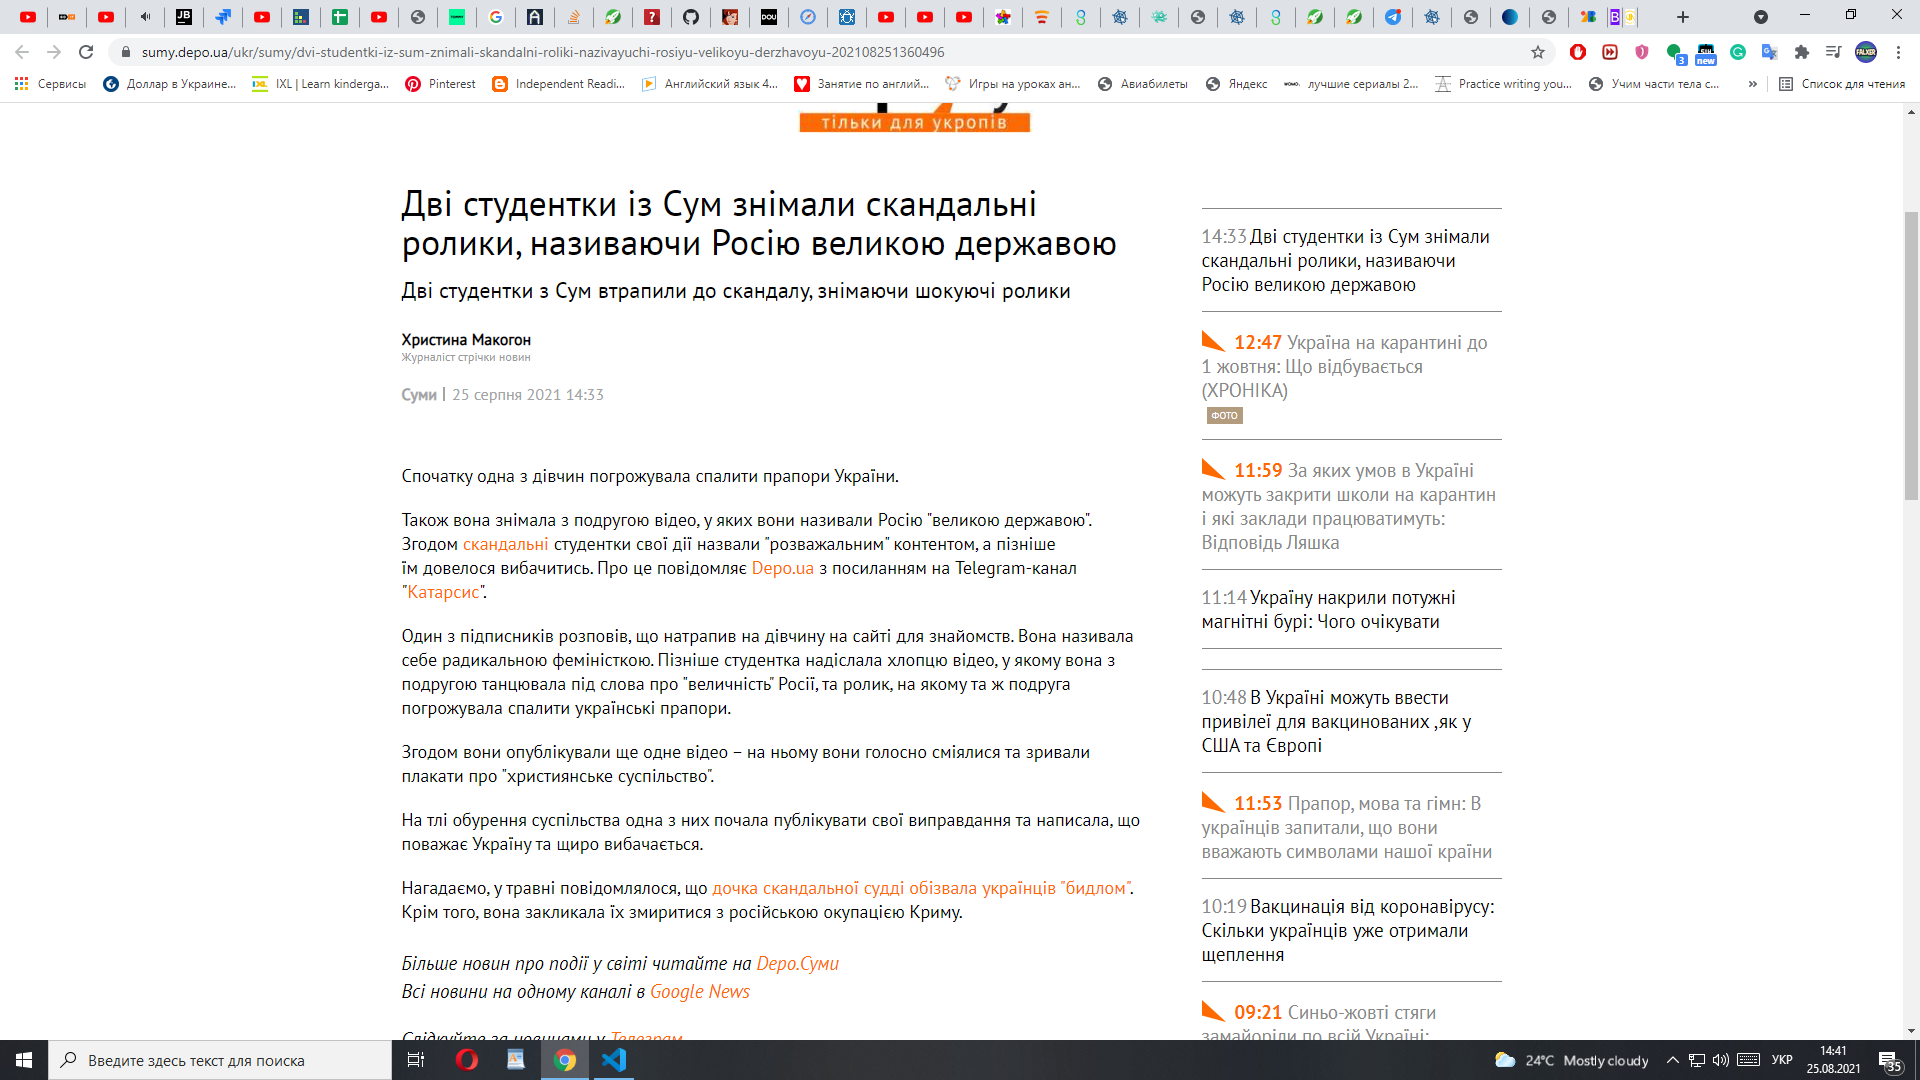 sumy.depo.ua/ukr/sumy/dvi-studentki-iz-sum-znimali-skandalni-roliki-nazivayuchi-rosiyu-velikoyu-derzhavoyu-202108251360496
Сервисы
Доллар в Украине...
IXL | Learn kinderga...
Pinterest
Independent Readi...
Английский язык 4...
Занятие по англий...
Игры на уроках ан...
Авиабилеты
Яндекс
лучшие сериалы 2...
Practice writing you...
Учим части тела с...
»
Список для чтения
тільки для укропів
Дві студентки із Сум знімали скандальні
ролики, називаючи Росію великою державою
Дві студентки з Сум втрапили до скандалу, знімаючи шокуючі ролики
Христина Макогон
Журналіст стрічки новин
Суми | 25 серпня 2021 14:33
Спочатку одна з дівчин погрожувала спалити прапори України.
Також вона знімала з подругою відео, у яких вони називали Росію "великою державою".
Згодом скандальні студентки свої дії назвали "розважальним" контентом, а пізніше
їм довелося вибачитись. Про це повідомляє Depo.ua з посиланням на Telegram-канал
"Катарсис".
Один з підписників розповів, що натрапив на дівчину на сайті для знайомств. Вона називала
себе радикальною феміністкою. Пізніше студентка надіслала хлопцю відео, у якому вона з
подругою танцювала під слова про "величність" Росії, та ролик, на якому та ж подруга
погрожувала спалити українські прапори.
Згодом вони опублікували ще одне відео – на ньому вони голосно сміялися та зривали
плакати про "християнське суспільство".
На тлі обурення суспільства одна з них почала публікувати свої виправдання та написала, що
поважає Україну та щиро вибачається.
Нагадаємо, у травні повідомлялося, що дочка скандальної судді обізвала українців "бидлом".
Крім того, вона закликала їх змиритися з російською окупацією Криму.
Більше новин про події у світі читайте на Depo.Суми
Всі новини на одному каналі в Google News
Слідкуйте за новинами у Телеграм
14:33 Дві студентки із Сум знімали
скандальні ролики, називаючи
Росію великою державою
12:47 Україна на карантині до
1 жовтня: Що відбувається
(ХРОНІКА)
ФОТО
11:59 За яких умов в Україні
можуть закрити школи на карантин
і які заклади працюватимуть:
Відповідь Ляшка
11:14 Україну накрили потужні
магнітні бурі: Чого очікувати
10:48 В Україні можуть ввести
привілеї для вакцинованих ,як у
США та Європі
11:53 Прапор, мова та гімн: В
українців запитали, що вони
вважають символами нашої країни
10:19 Вакцинація від коронавірусу:
Скільки українців уже отримали
щеплення
09:21 Синьо-жовті стяги
замайоріли по всій Україні:
Введите здесь текст для поиска
24°C Mostly cloudy
УКР
14:41
25.08.2021
35